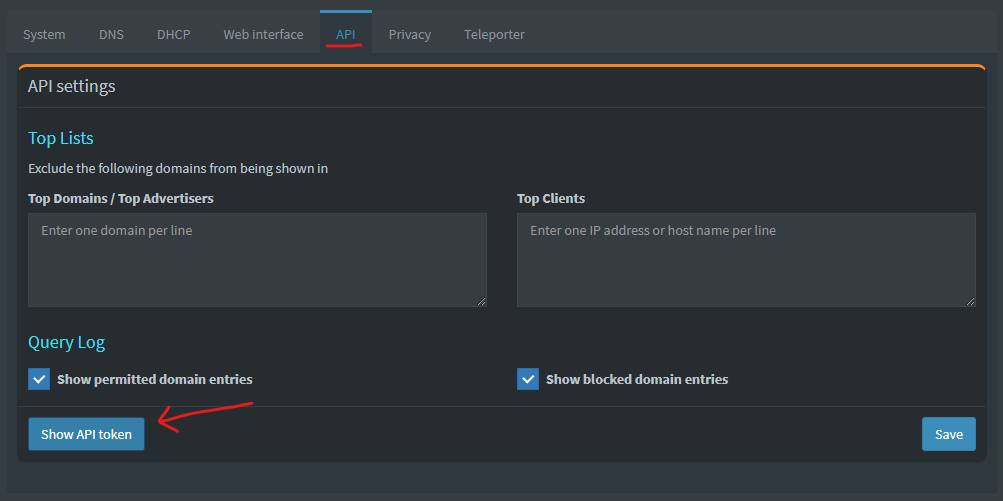 System DNS DHCP Web interface API Privacy Teleporter
API settings
Top Lists
Exclude the following domains from being shown in
Top Domains / Top Advertisers
Enter one domain per line
Top Clients
Enter one IP address or host name per line
Query Log
Show permitted domain entries
Show blocked domain entries
Show API token
Save